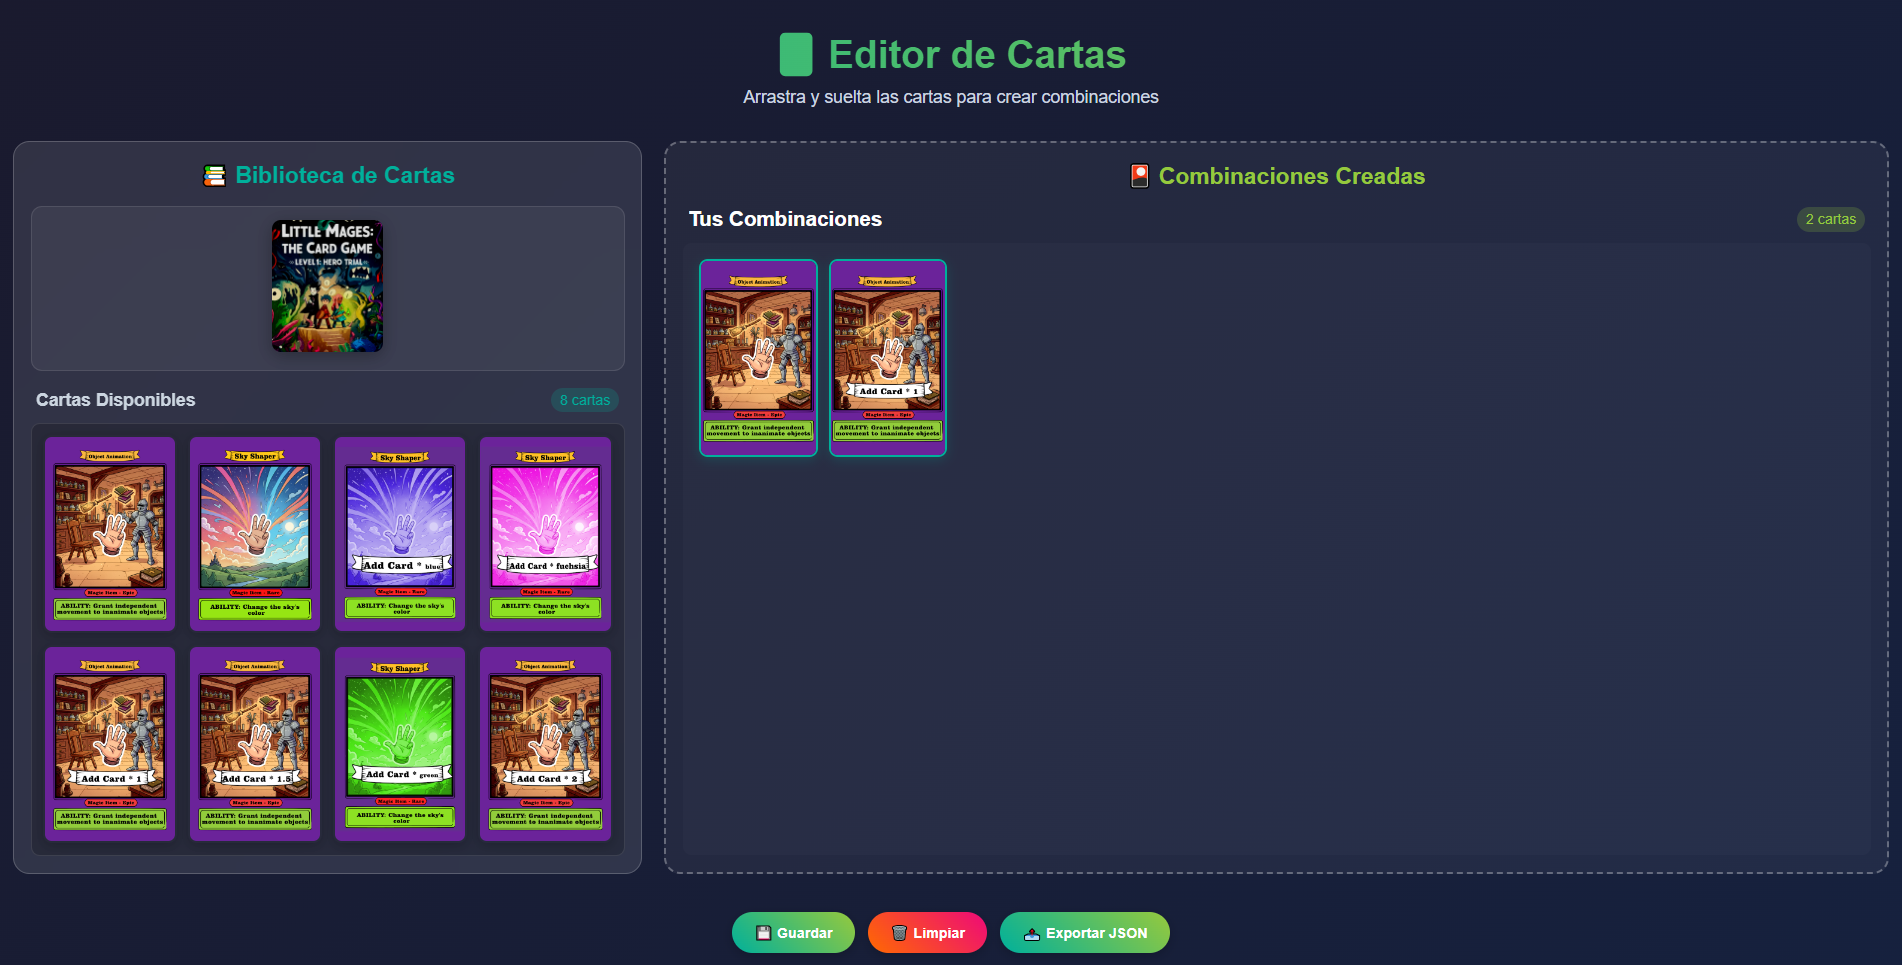 Editor de Cartas
Arrastra y suelta las cartas para crear combinaciones
Biblioteca de Cartas
LITTLE MAGES:
THE CARD GAME
LEVEL 1: HERO TRIAL
Cartas Disponibles
8 cartas
Object Animation
Magic Item - Epic
ABILITY: Grant independent
movement to inanimate objects
Sky Shaper
Magic Item - Rare
ABILITY: Change the sky's
color
Sky Shaper
Add Card * blue
Magic Item - Rare
ABILITY: Change the sky's
color
Sky Shaper
Add Card * fuchsia
Magic Item - Rare
ABILITY: Change the sky's
color
Object Animation
Add Card * 1
Magic Item - Epic
ABILITY: Grant independent
movement to inanimate objects
Object Animation
Add Card * 1.5
Magic Item - Epic
ABILITY: Grant independent
movement to inanimate objects
Sky Shaper
Add Card * green
Magic Item - Rare
ABILITY: Change the sky's
color
Object Animation
Add Card * 2
Magic Item - Epic
ABILITY: Grant independent
movement to inanimate objects
Combinaciones Creadas
Tus Combinaciones
2 cartas
Object Animation
Magic Item - Epic
ABILITY: Grant independent
movement to inanimate objects
Object Animation
Add Card * 1
Magic Item - Epic
ABILITY: Grant independent
movement to inanimate objects
Guardar
Limpiar
Exportar JSON